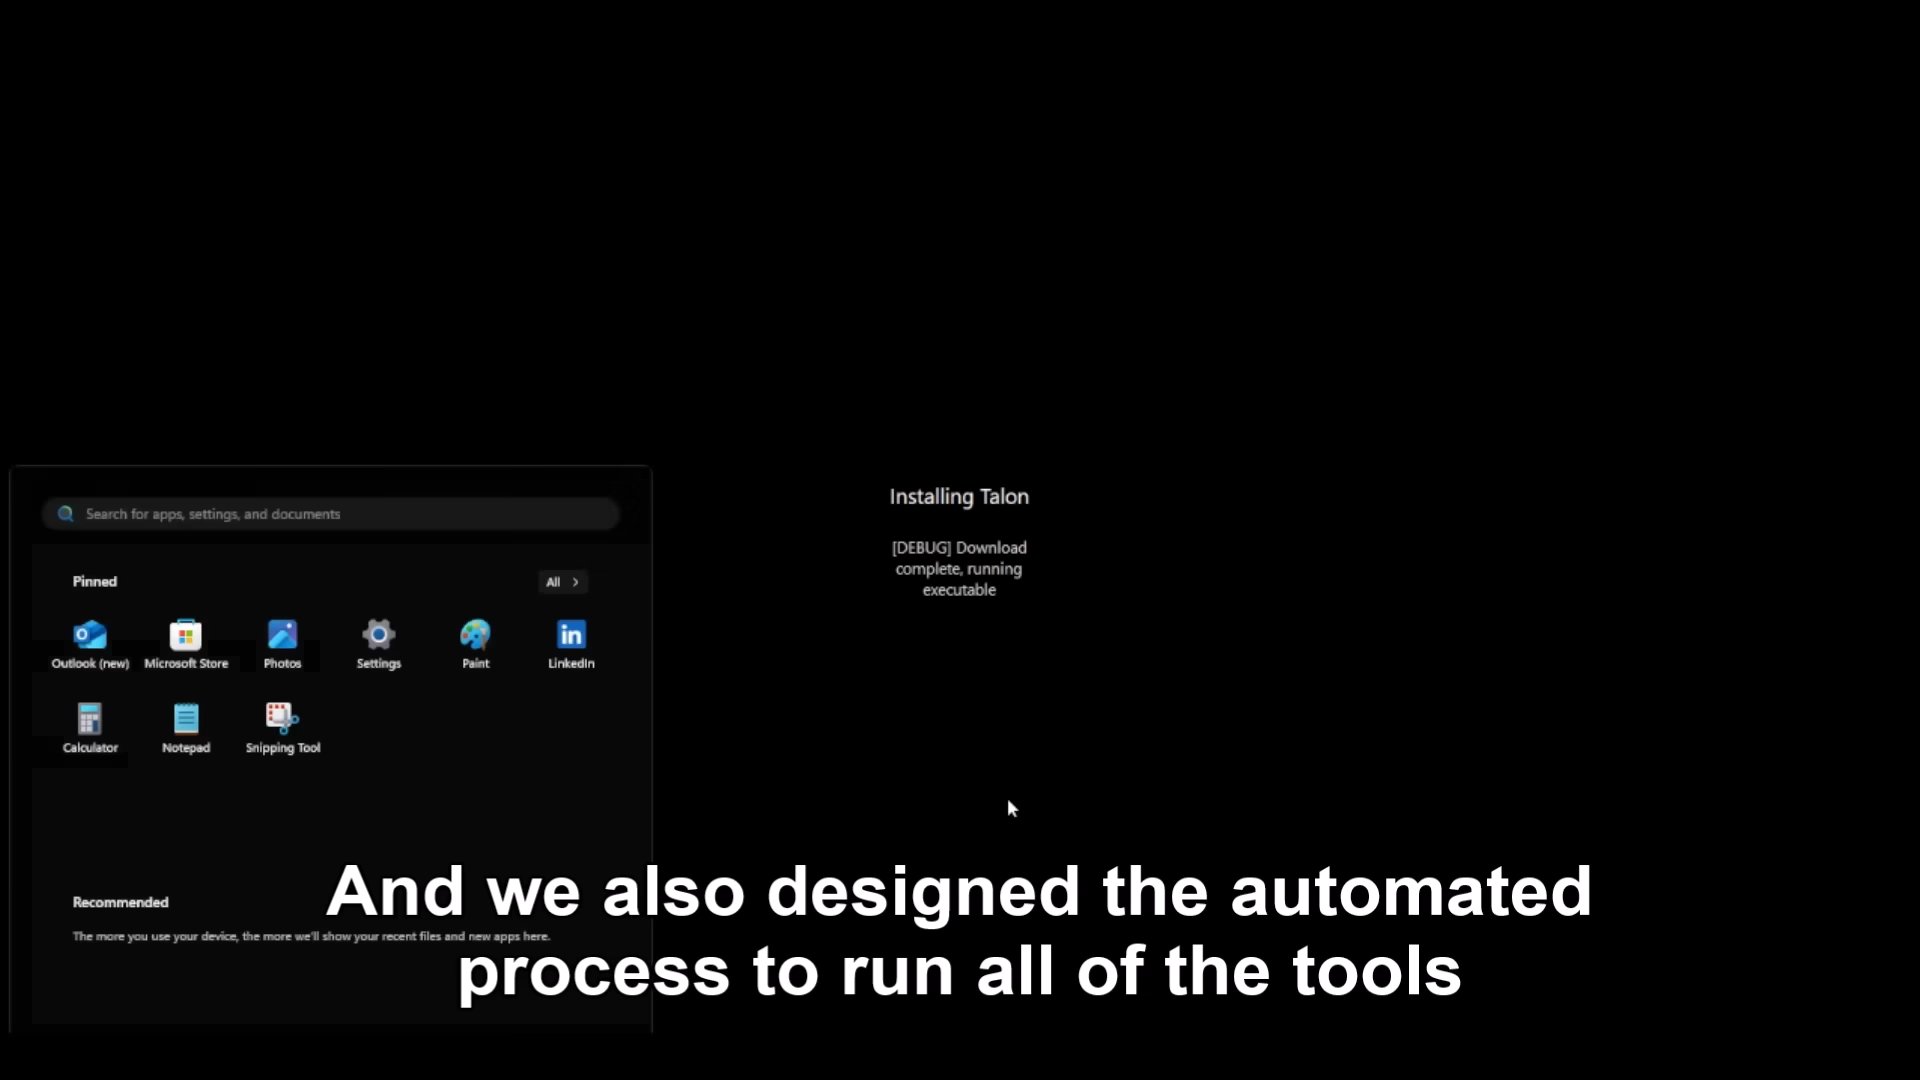 Search for apps, settings, and documents
Pinned
All
Outlook (new)
Microsoft Store
Photos
Settings
Paint
LinkedIn
Calculator
Notepad
Snipping Tool
Recommended
The more you use your device, the more we'll show your recent files and new apps here.
Installing Talon
[DEBUG] Download
complete, running
executable
And we also designed the automated
process to run all of the tools